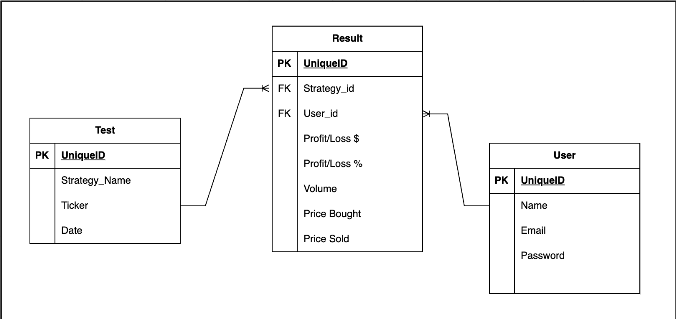 Result
PK UniqueID
FK Strategy_id
FK User_id
Profit/Loss $
Profit/Loss %
Volume
Price Bought
Price Sold
Test
PK UniqueID
Strategy_Name
Ticker
Date
User
PK UniqueID
Name
Email
Password